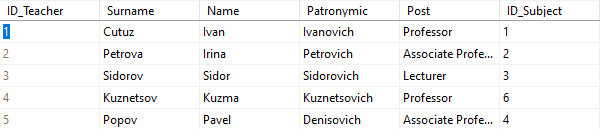 ID_Teacher Surname Name Patronymic Post ID_Subject
1 Cutuz Ivan Ivanovich Professor 1
2 Petrova Irina Petrovich Associate Profe... 2
3 Sidorov Sidor Sidorovich Lecturer 3
4 Kuznetsov Kuzma Kuznetsovich Professor 6
5 Popov Pavel Denisovich Associate Profe... 4